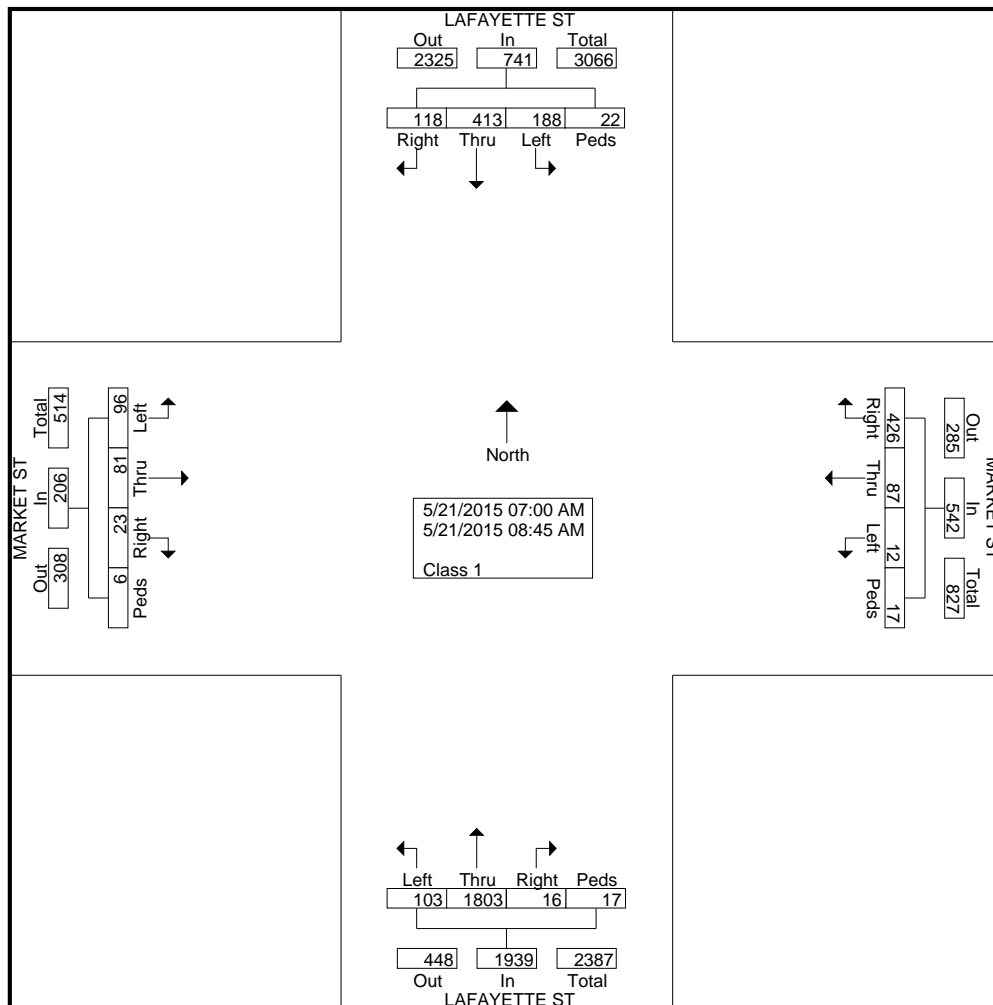 LAFAYETTE ST
Out In Total
2325 741 3066
118 413 188 22
Right Thru Left Peds
MARKET ST
Total In Out
514 206 308
96 81 23 6
Left Thru Right Peds
North
5/21/2015 07:00 AM
5/21/2015 08:45 AM
Class 1
Right Thru Left Peds
426 87 12 17
Out In Total
285 542 827
MARKET ST
Left Thru Right Peds
103 1803 16 17
448 1939 2387
Out In Total
LAFAYETTE ST